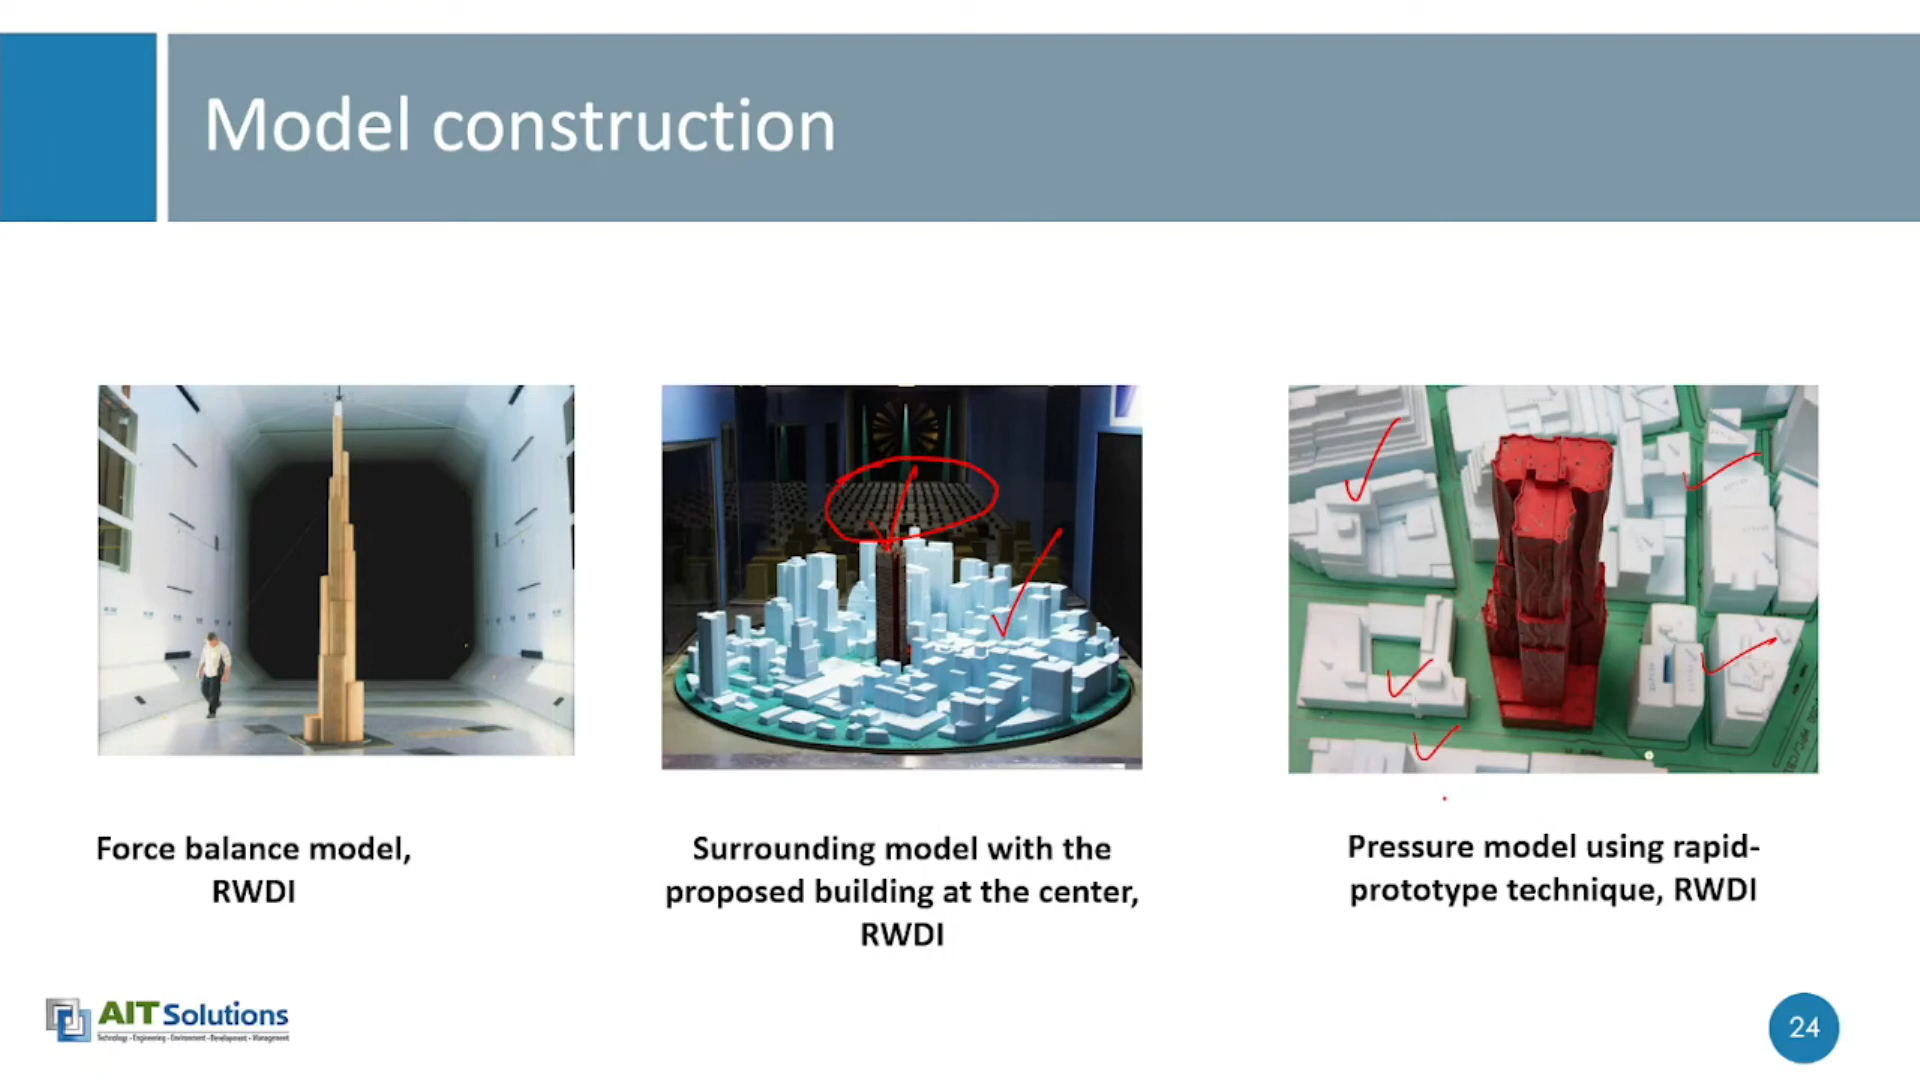 Model construction
Force balance model,
RWDI
Surrounding model with the
proposed building at the center,
RWDI
Pressure model using rapid-
prototype technique, RWDI
AIT Solutions
Technology - Engineering - Environment - Development - Management
24